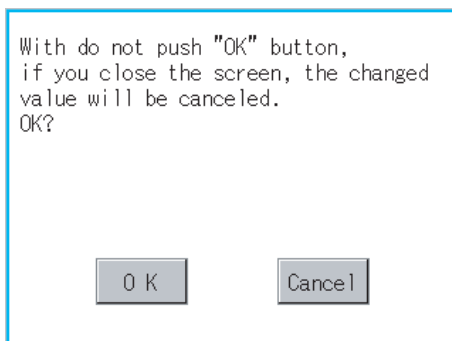 With do not push "OK" button,
if you close the screen, the changed
value will be canceled.
OK?
O K
Cancel